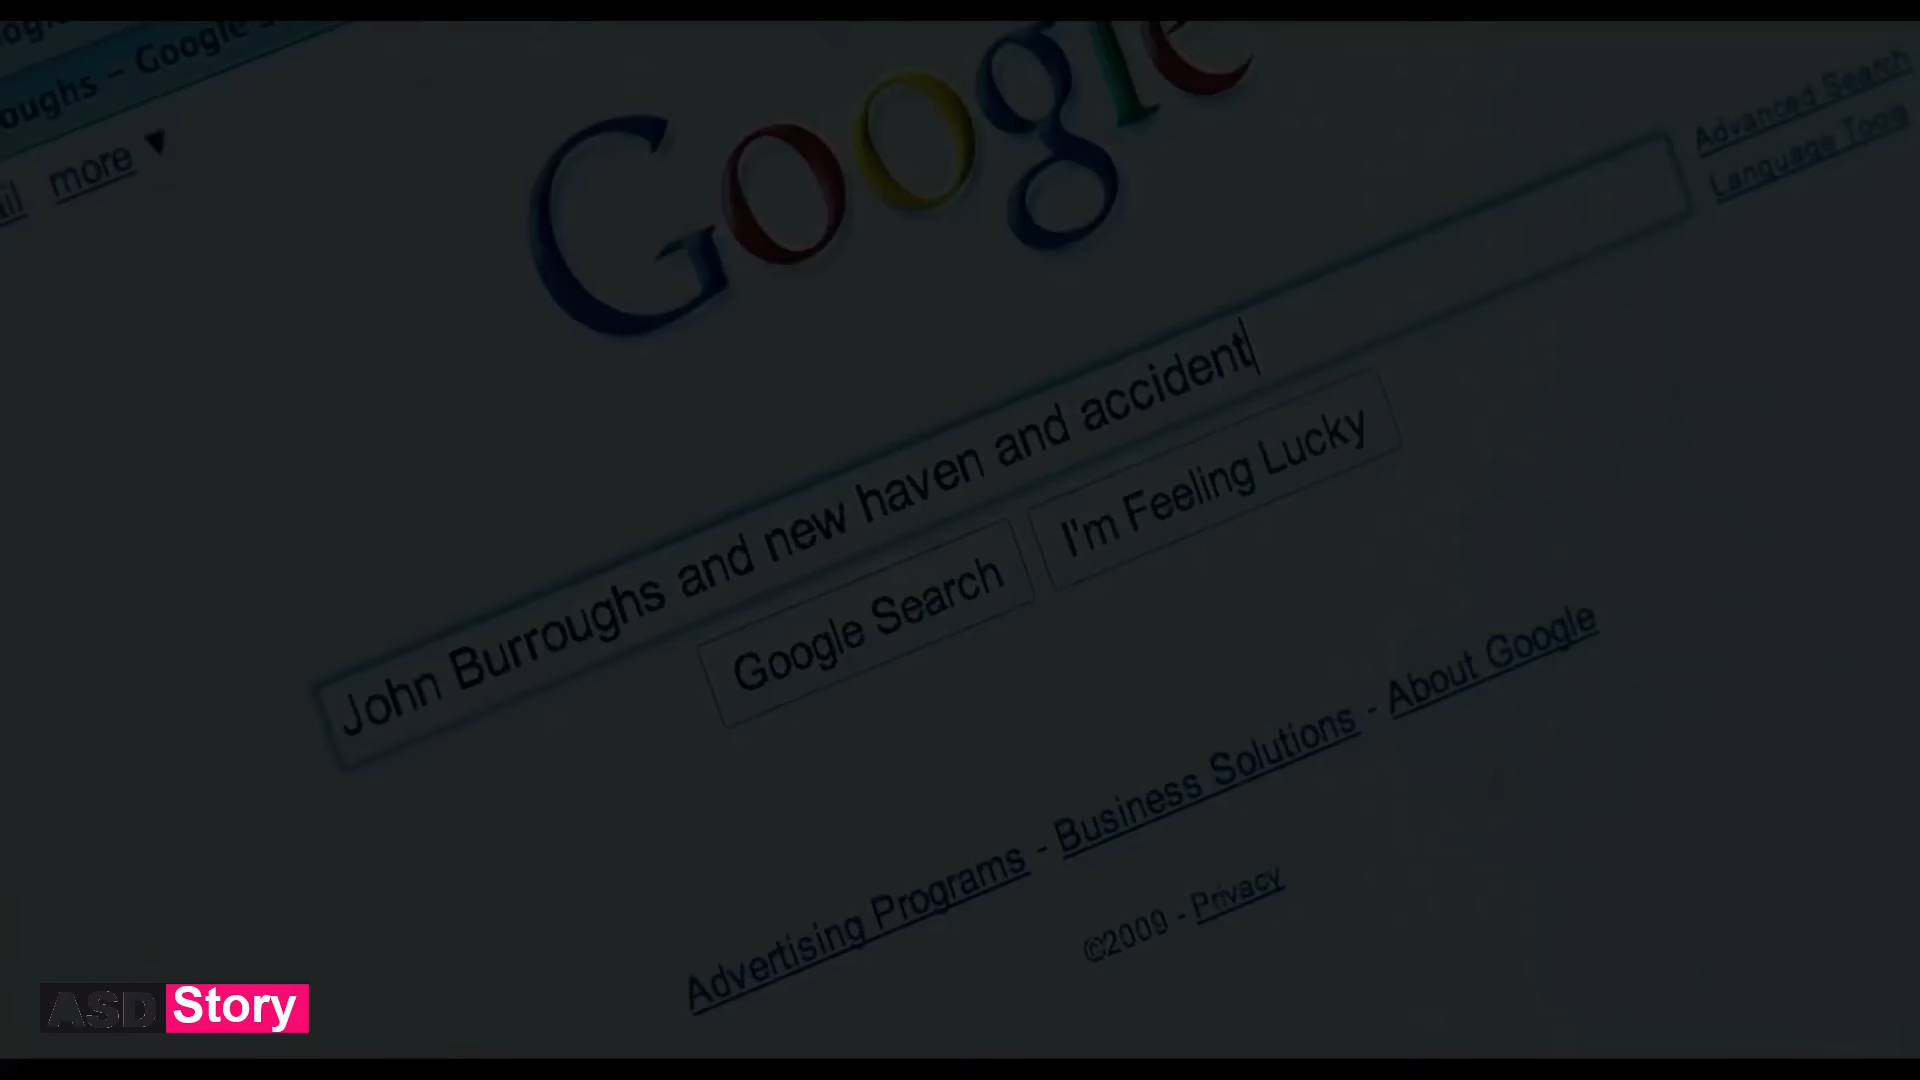 oughs – Google
more ▼
Google
Advanced Search
Language Tools
John Burroughs and new haven and accident
Google Search
I'm Feeling Lucky
Advertising Programs - Business Solutions - About Google
©2009 - Privacy
ASD Story